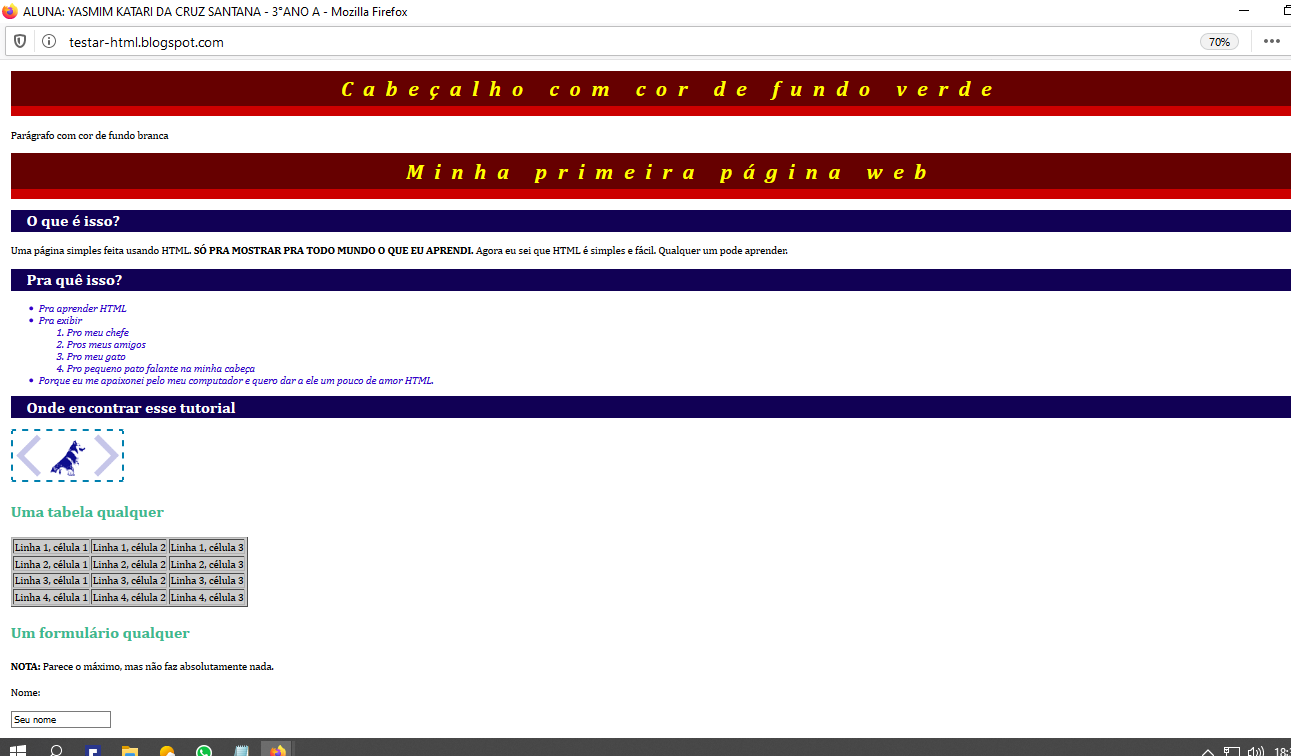 ALUNA: YASMIM KATARI DA CRUZ SANTANA - 3°ANO A - Mozilla Firefox
testar-html.blogspot.com
70%
Cabeçalho com cor de fundo verde
Parágrafo com cor de fundo branca
Minha primeira página web
O que é isso?
Uma página simples feita usando HTML. SÓ PRA MOSTRAR PRA TODO MUNDO O QUE EU APRENDI. Agora eu sei que HTML é simples e fácil. Qualquer um pode aprender.
Pra quê isso?
• Pra aprender HTML
• Pra exibir
1. Pro meu chefe
2. Pros meus amigos
3. Pro meu gato
4. Pro pequeno pato falante na minha cabeça
• Porque eu me apaixonei pelo meu computador e quero dar a ele um pouco de amor HTML.
Onde encontrar esse tutorial
Uma tabela qualquer
Linha 1, célula 1 Linha 1, célula 2 Linha 1, célula 3
Linha 2, célula 1 Linha 2, célula 2 Linha 2, célula 3
Linha 3, célula 1 Linha 3, célula 2 Linha 3, célula 3
Linha 4, célula 1 Linha 4, célula 2 Linha 4, célula 3
Um formulário qualquer
NOTA: Parece o máximo, mas não faz absolutamente nada.
Nome:
Seu nome